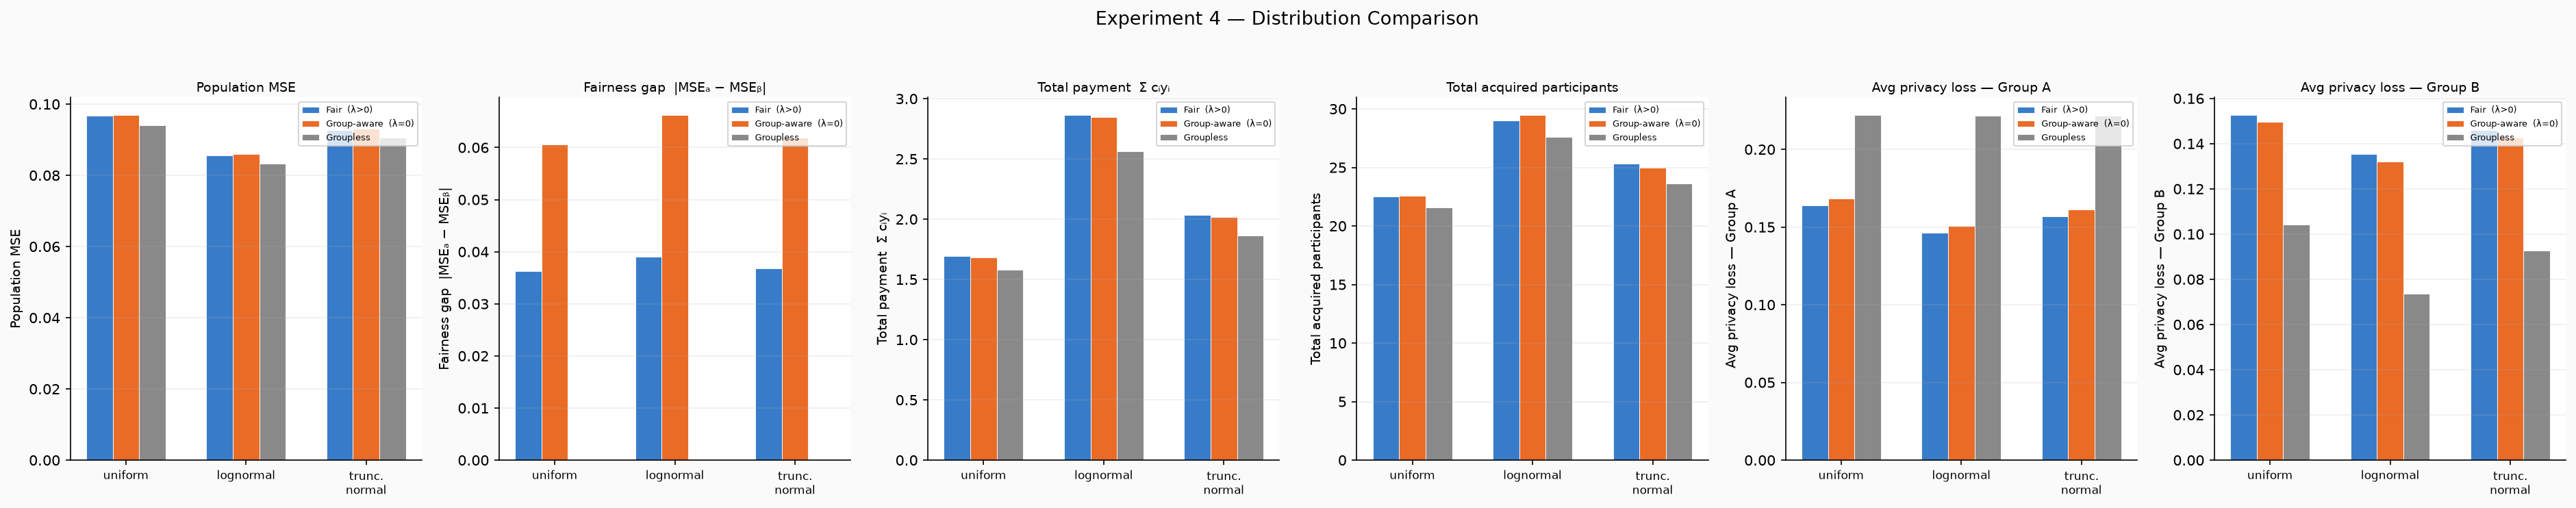 Experiment 4 — Distribution Comparison
Population MSE
Population MSE
0.10
0.08
0.06
0.04
0.02
0.00
Fair (λ>0)
Group-aware (λ=0)
Groupless
uniform
lognormal
trunc.
normal
Fairness gap |MSEₐ − MSEᵦ|
Fairness gap |MSEₐ − MSEᵦ|
0.06
0.05
0.04
0.03
0.02
0.01
0.00
Fair (λ>0)
Group-aware (λ=0)
Groupless
uniform
lognormal
trunc.
normal
Total payment Σ cᵢyᵢ
Total payment Σ cᵢyᵢ
3.0
2.5
2.0
1.5
1.0
0.5
0.0
Fair (λ>0)
Group-aware (λ=0)
Groupless
uniform
lognormal
trunc.
normal
Total acquired participants
Total acquired participants
30
25
20
15
10
5
0
Fair (λ>0)
Group-aware (λ=0)
Groupless
uniform
lognormal
trunc.
normal
Avg privacy loss — Group A
Avg privacy loss — Group A
0.20
0.15
0.10
0.05
0.00
Fair (λ>0)
Group-aware (λ=0)
Groupless
uniform
lognormal
trunc.
normal
Avg privacy loss — Group B
Avg privacy loss — Group B
0.16
0.14
0.12
0.10
0.08
0.06
0.04
0.02
0.00
Fair (λ>0)
Group-aware (λ=0)
Groupless
uniform
lognormal
trunc.
normal